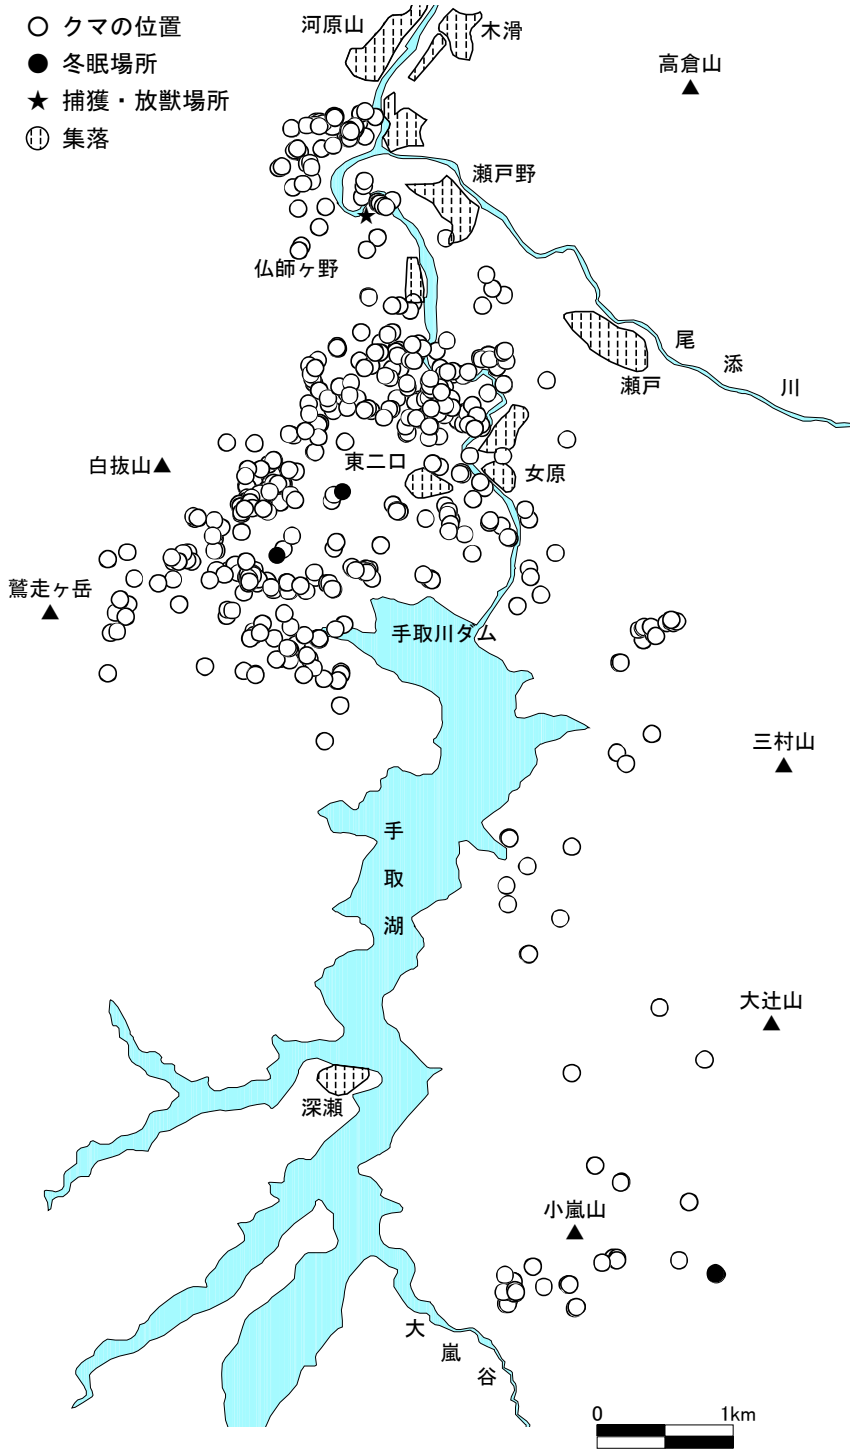 クマの位置
冬眠場所
捕獲・放獣場所
集落
河原山
木滑
高倉山
瀬戸野
仏師ヶ野
尾添川
瀬戸
白抜山
東二口
女原
鷲走ヶ岳
手取川ダム
三村山
手取湖
大辻山
深瀬
小嵐山
大嵐谷
0 1km